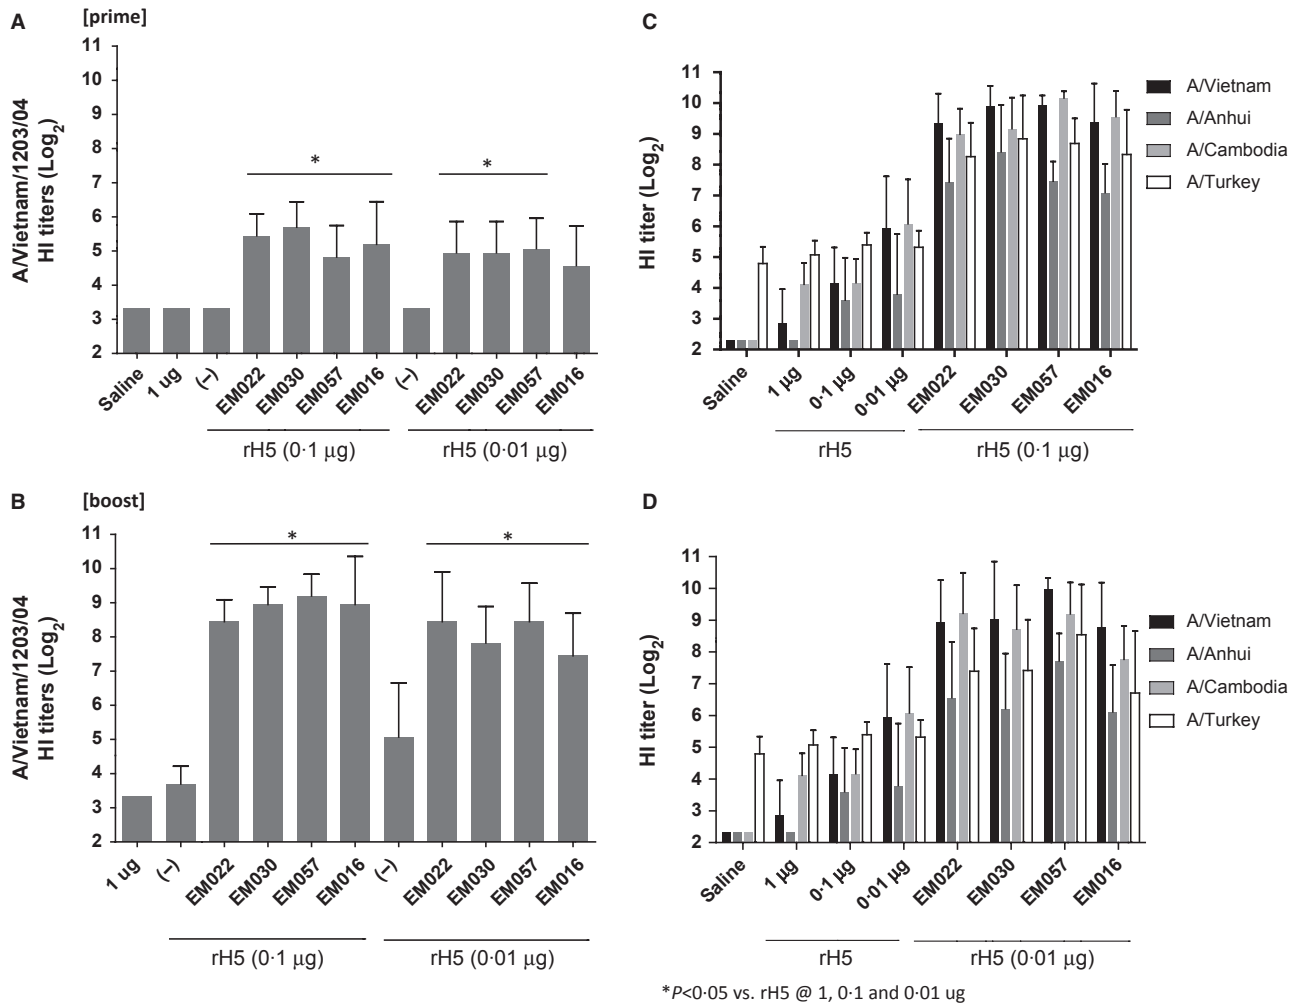 A
[prime]
A/Vietnam/1203/04
HI titers (Log2)
11
10
9
8
7
6
5
4
3
2
*
*
Saline
1 ug
(–)
EM022
EM030
EM057
EM016
(–)
EM022
EM030
EM057
EM016
rH5 (0·1 µg)
rH5 (0·01 µg)
B
[boost]
A/Vietnam/1203/04
HI titers (Log2)
11
10
9
8
7
6
5
4
3
2
*
*
1 ug
(–)
EM022
EM030
EM057
EM016
(–)
EM022
EM030
EM057
EM016
rH5 (0·1 µg)
rH5 (0·01 µg)
C
HI titer (Log2)
11
10
9
8
7
6
5
4
3
2
A/Vietnam
A/Anhui
A/Cambodia
A/Turkey
Saline
1 µg
0·1 µg
0·01 µg
EM022
EM030
EM057
EM016
rH5
rH5 (0·1 µg)
D
HI titer (Log2)
11
10
9
8
7
6
5
4
3
2
A/Vietnam
A/Anhui
A/Cambodia
A/Turkey
Saline
1 µg
0·1 µg
0·01 µg
EM022
EM030
EM057
EM016
rH5
rH5 (0·01 µg)
*P<0·05 vs. rH5 @ 1, 0·1 and 0·01 ug